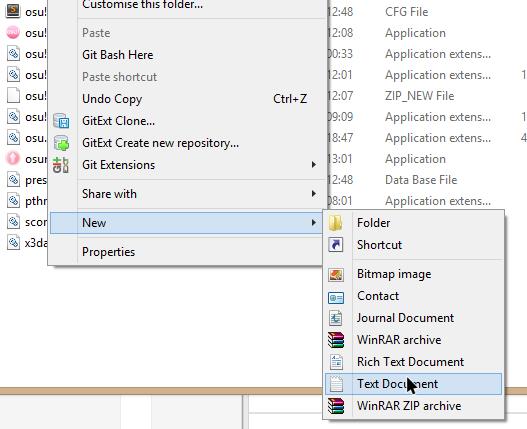 Customise this folder...
osu! 12:48 CFG File
Paste
osu! 12:08 Application
Git Bash Here
osu! 00:33 Application extens...
Paste shortcut
osu! 12:01 Application extens... 1
Undo Copy Ctrl+Z
osu! 12:07 ZIP_NEW File
GitExt Clone...
osu! 09:09 Application extens... 1
GitExt Create new repository...
osu. 18:47 Application extens... 4
Git Extensions
osur 13:01 Application
pres 12:48 Data Base File
Share with
pthr 08:01 Application extens...
New
scor
x3da
Properties
Folder
Shortcut
Bitmap image
Contact
Journal Document
WinRAR archive
Rich Text Document
Text Document
WinRAR ZIP archive